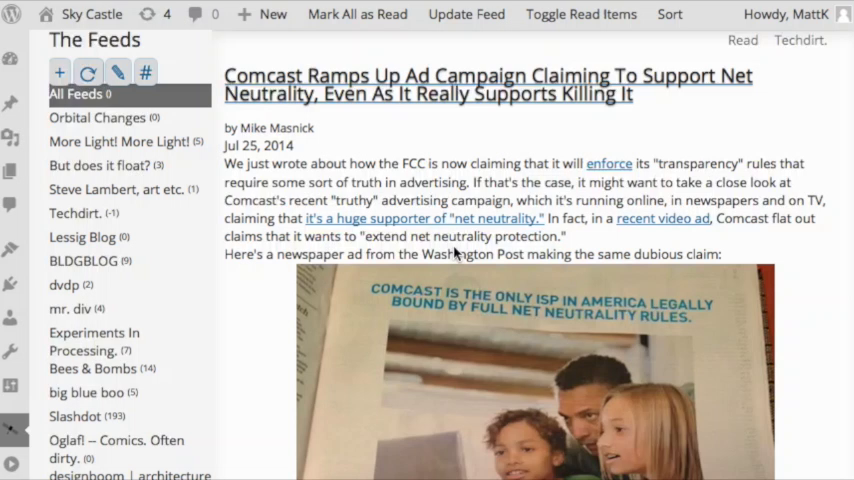 Sky Castle 4 0 New Mark All as Read Update Feed Toggle Read Items Sort Howdy, MattK
The Feeds
+ #
All Feeds 0
Orbital Changes (0)
More Light! More Light! (5)
But does it float? (3)
Steve Lambert, art etc. (1)
Techdirt. (-1)
Lessig Blog (0)
BLDGBLOG (9)
dvdp (2)
mr. div (4)
Experiments In
Processing. (7)
Bees & Bombs (14)
big blue boo (5)
Slashdot (193)
Oglaf! -- Comics. Often
dirty. (0)
designboom | architecture
Read Techdirt.
Comcast Ramps Up Ad Campaign Claiming To Support Net
Neutrality, Even As It Really Supports Killing It
by Mike Masnick
Jul 25, 2014
We just wrote about how the FCC is now claiming that it will enforce its "transparency" rules that
require some sort of truth in advertising. If that's the case, it might want to take a close look at
Comcast's recent "truthy" advertising campaign, which it's running online, in newspapers and on TV,
claiming that it's a huge supporter of "net neutrality." In fact, in a recent video ad, Comcast flat out
claims that it wants to "extend net neutrality protection."
Here's a newspaper ad from the Washington Post making the same dubious claim:
COMCAST IS THE ONLY ISP IN AMERICA LEGALLY
BOUND BY FULL NET NEUTRALITY RULES.